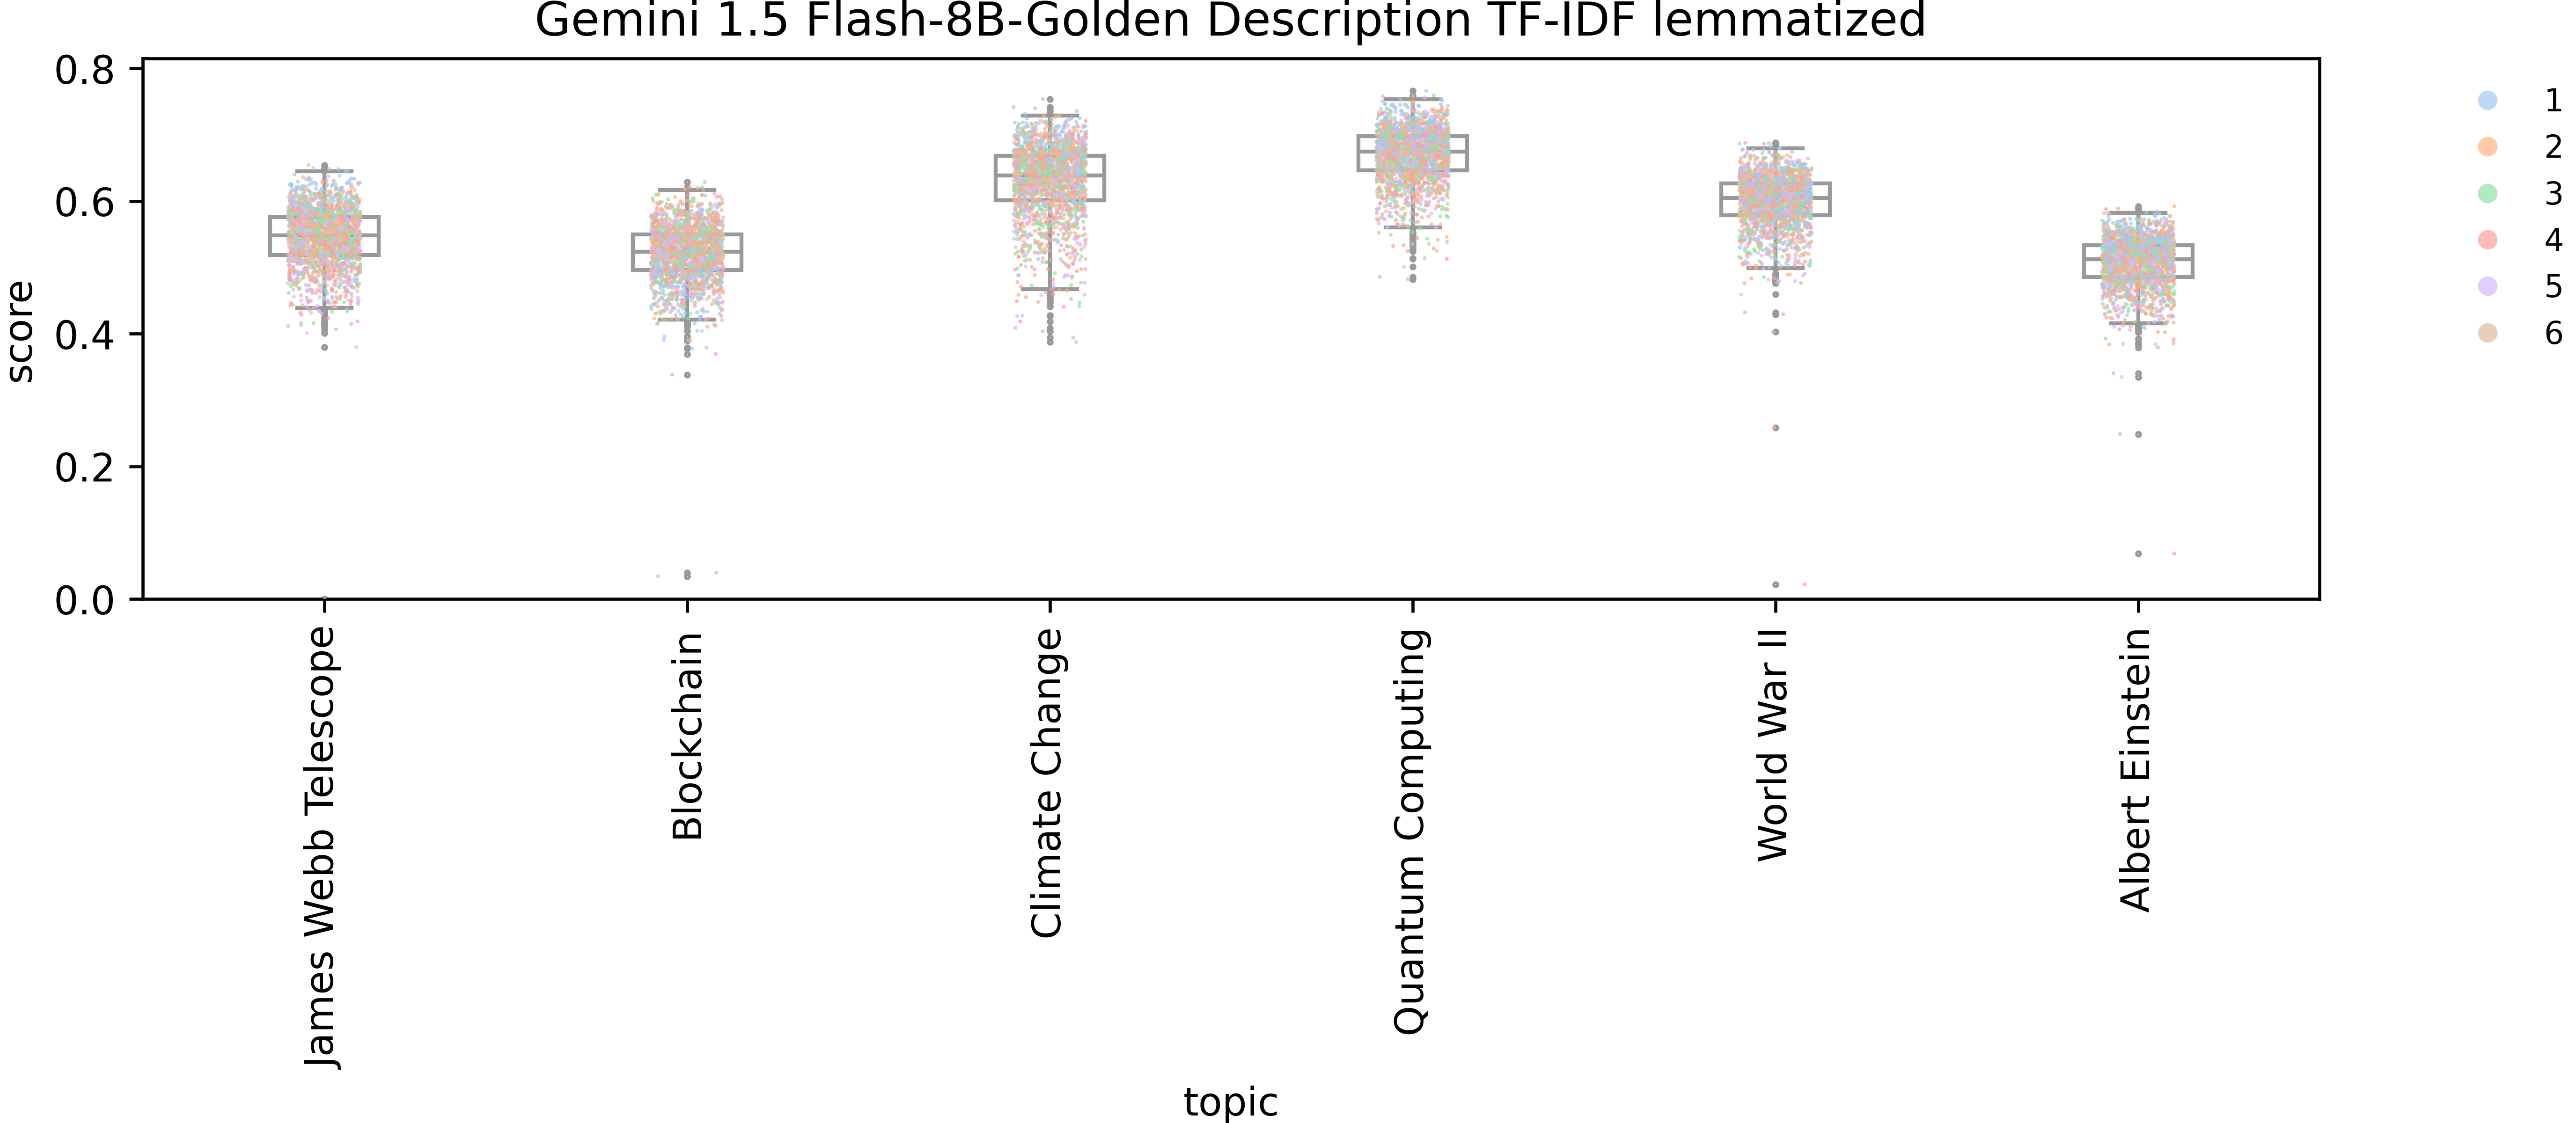 Gemini 1.5 Flash-8B-Golden Description TF-IDF lemmatized
score
0.8
0.6
0.4
0.2
0.0
James Webb Telescope
Blockchain
Climate Change
Quantum Computing
World War II
Albert Einstein
topic
1
2
3
4
5
6